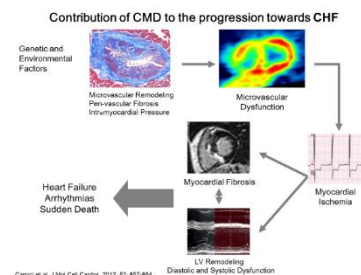 Contribution of CMD to the progression towards CHF
Genetic and
Environmental
Factors
Microvascular Remodeling
Peri-vascular Fibrosis
Intramyocardial Pressure
Microvascular
Dysfunction
Myocardial Fibrosis
Myocardial
Ischemia
Heart Failure
Arrhythmias
Sudden Death
LV Remodeling
Diastolic and Systolic Dysfunction